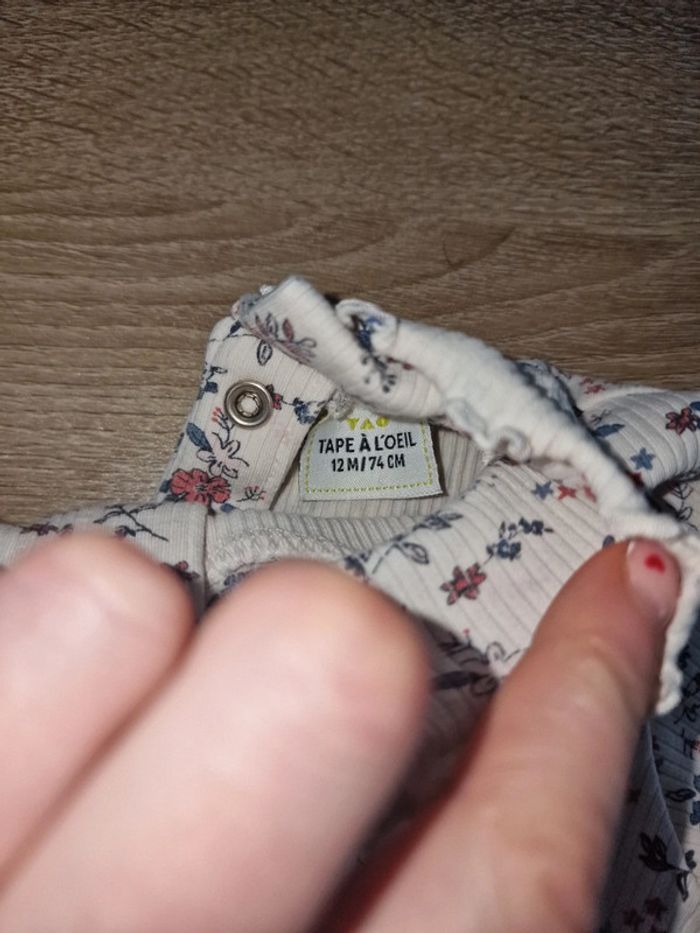 TAPE À L'OEIL
12 M/74 CM